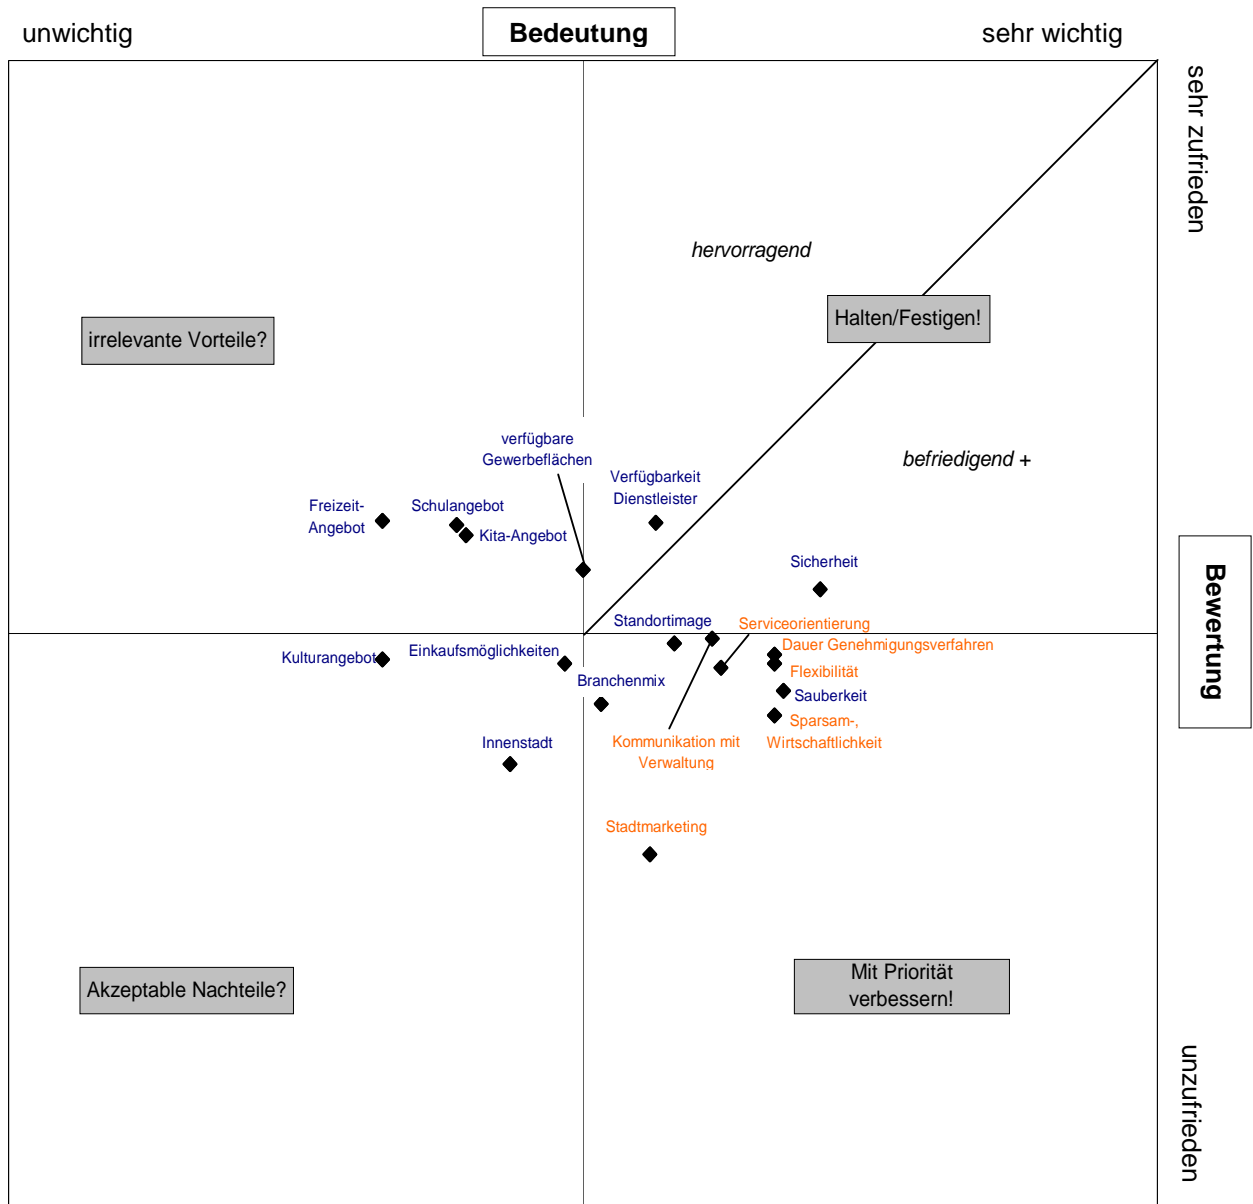 unwichtig
Bedeutung
sehr wichtig
sehr zufrieden
hervorragend
Halten/Festigen!
irrelevante Vorteile?
verfügbare
Gewerbeflächen
befriedigend +
Verfügbarkeit
Dienstleister
Freizeit-
Angebot
Schulangebot
Kita-Angebot
Sicherheit
Bewertung
Standortimage
Serviceorientierung
Dauer Genehmigungsverfahren
Kulturangebot
Einkaufsmöglichkeiten
Flexibilität
Branchenmix
Sauberkeit
Sparsam-,
Wirtschaftlichkeit
Innenstadt
Kommunikation mit
Verwaltung
Stadtmarketing
Akzeptable Nachteile?
Mit Priorität
verbessern!
unzufrieden